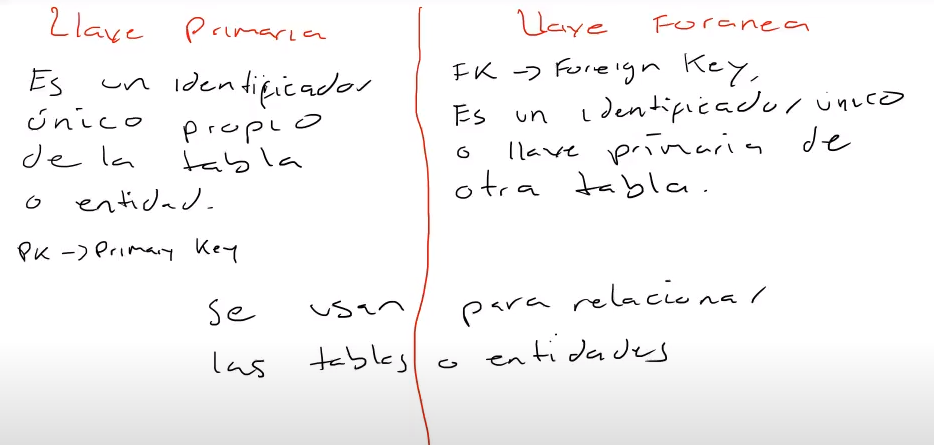 Llave Primaria
Es un identificador
único propio
de la tabla
o entidad.
PK → Primary Key
Llave Foranea
FK → Foreign Key,
Es un identificador único
o llave primaria de
otra tabla.
Se usan para relacionar
las tablas o entidades